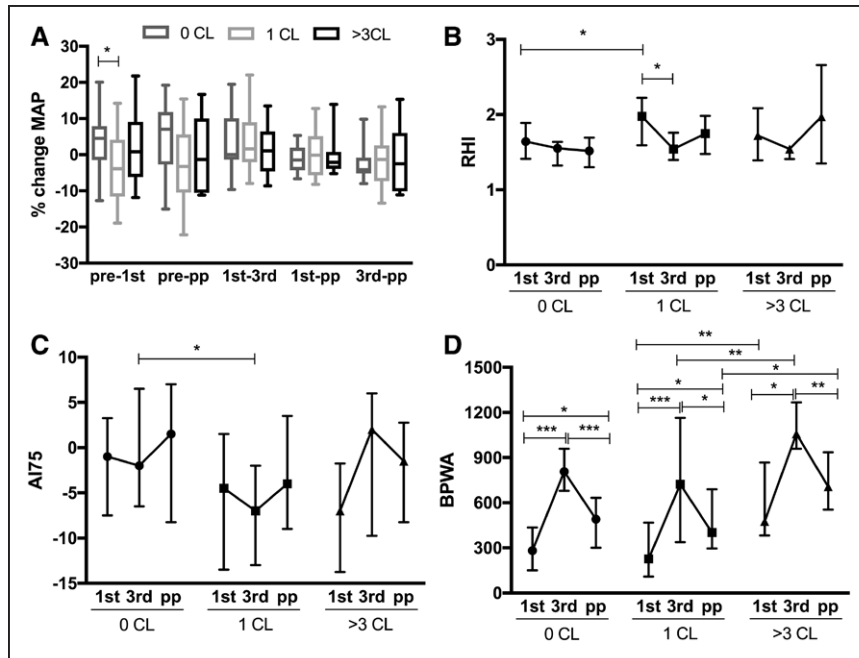 A
0 CL 1 CL >3CL
*
% change MAP
30
20
10
0
-10
-20
-30
pre-1st pre-pp 1st-3rd 1st-pp 3rd-pp
B
*
*
RHI
3
2
1
0
1st 3rd pp 1st 3rd pp 1st 3rd pp
0 CL 1 CL >3 CL
C
*
AI75
10
5
0
-5
-10
-15
1st 3rd pp 1st 3rd pp 1st 3rd pp
0 CL 1 CL >3 CL
D
**
**
*
* * **
* *** *
*** ***
BPWA
1500
1200
900
600
300
0
1st 3rd pp 1st 3rd pp 1st 3rd pp
0 CL 1 CL >3 CL